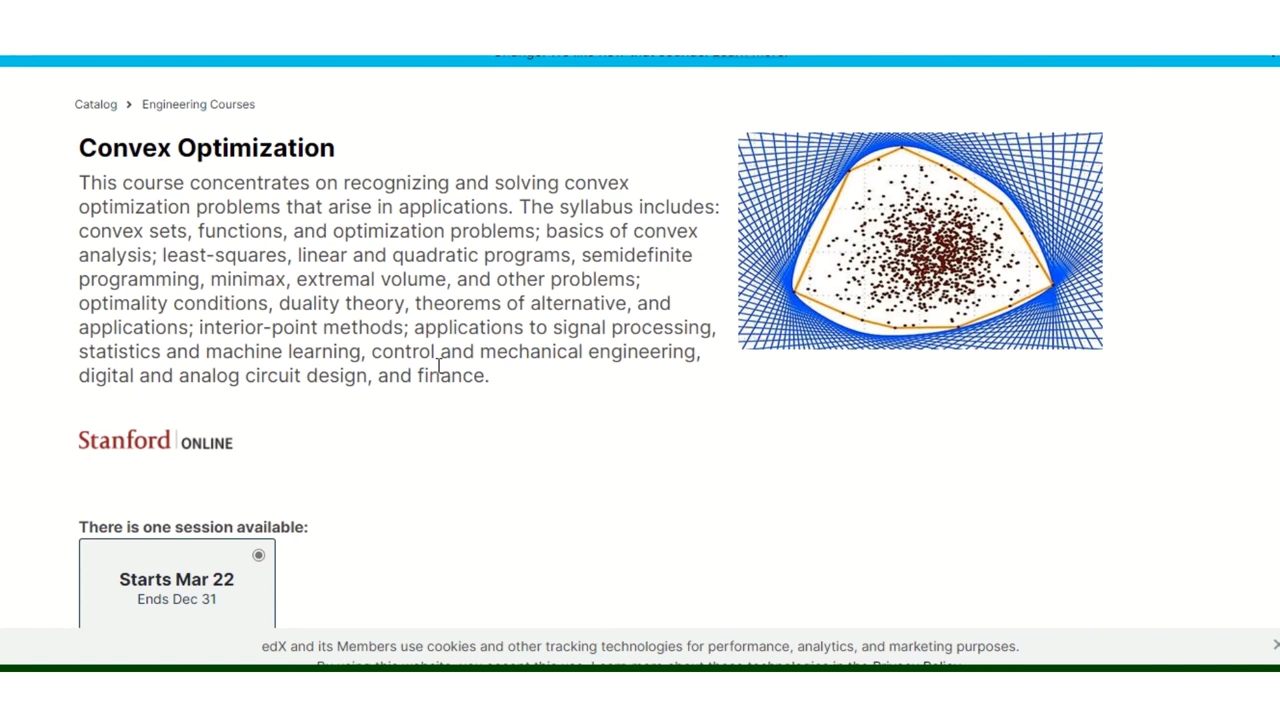 Catalog > Engineering Courses
Convex Optimization
This course concentrates on recognizing and solving convex
optimization problems that arise in applications. The syllabus includes:
convex sets, functions, and optimization problems; basics of convex
analysis; least-squares, linear and quadratic programs, semidefinite
programming, minimax, extremal volume, and other problems;
optimality conditions, duality theory, theorems of alternative, and
applications; interior-point methods; applications to signal processing,
statistics and machine learning, control and mechanical engineering,
digital and analog circuit design, and finance.
Stanford | ONLINE
There is one session available:
Starts Mar 22
Ends Dec 31
edX and its Members use cookies and other tracking technologies for performance, analytics, and marketing purposes.